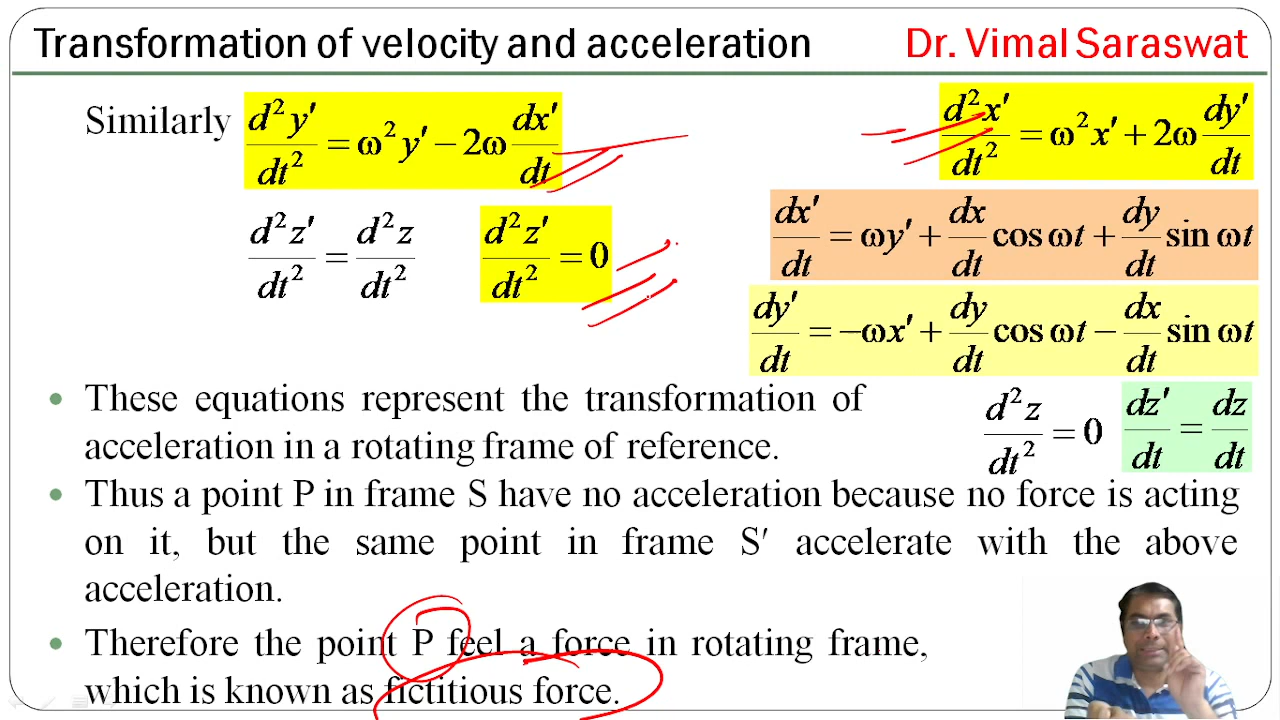 Transformation of velocity and acceleration Dr. Vimal Saraswat
Similarly d²y′/dt² = ω²y′ − 2ω dx′/dt
d²x′/dt² = ω²x′ + 2ω dy′/dt
d²z′/dt² = d²z/dt² d²z′/dt² = 0
dx′/dt = ωy′ + dx/dt cos ωt + dy/dt sin ωt
dy′/dt = −ωx′ + dy/dt cos ωt − dx/dt sin ωt
d²z/dt² = 0 dz′/dt = dz/dt
• These equations represent the transformation of
acceleration in a rotating frame of reference.
• Thus a point P in frame S have no acceleration because no force is acting
on it, but the same point in frame S′ accelerate with the above
acceleration.
• Therefore the point P feel a force in rotating frame,
which is known as fictitious force.